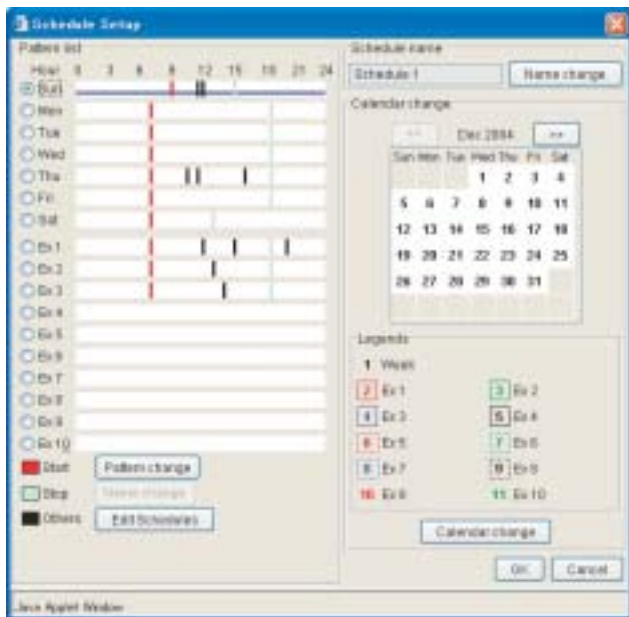 Schedule Setup
Pattern list
Hour 0 3 6 9 12 15 18 21 24
Sun
Mon
Tue
Wed
Thu
Fri
Sat
Ex 1
Ex 2
Ex 3
Ex 4
Ex 5
Ex 6
Ex 7
Ex 8
Ex 9
Ex 10
Start
Pattern change
Stop
Name change
Others
Edit Schedules
Schedule name
Schedule 1
Name change
Calendar change
<< Dec 2004 >>
Sun Mon Tue Wed Thu Fri Sat
1 2 3 4
5 6 7 8 9 10 11
12 13 14 15 16 17 18
19 20 21 22 23 24 25
26 27 28 29 30 31
Legends
1 Week
2 Ex 1
3 Ex 2
4 Ex 3
5 Ex 4
6 Ex 5
7 Ex 6
8 Ex 7
9 Ex 8
10 Ex 9
11 Ex 10
Calendar change
OK
Cancel
Java Applet Window